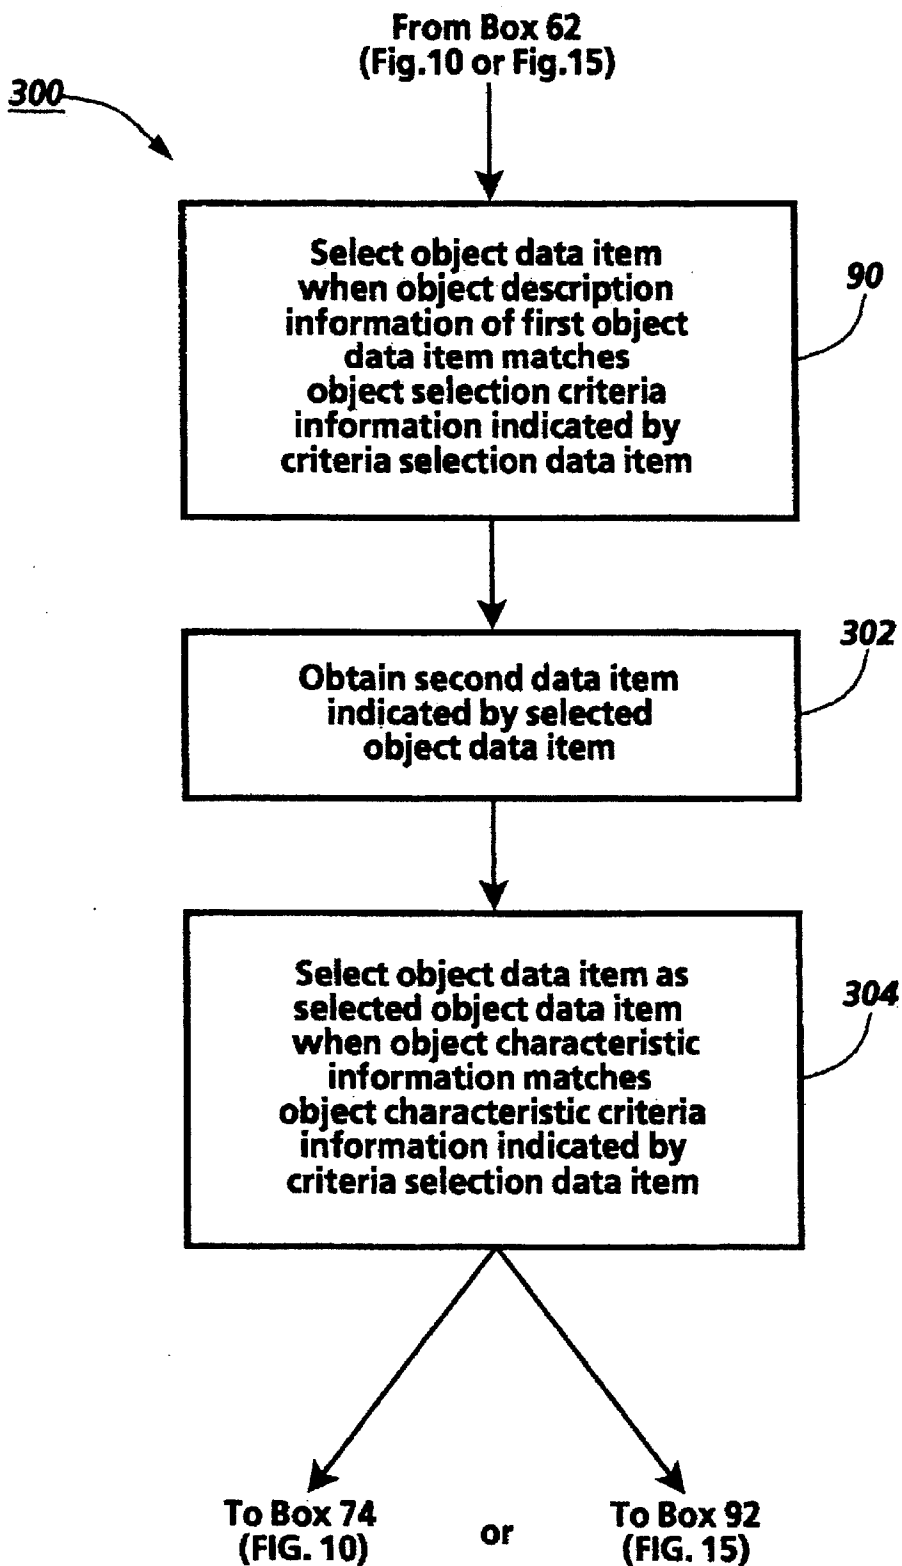 From Box 62
(Fig.10 or Fig.15)
300
Select object data item
when object description
information of first object
data item matches
object selection criteria
information indicated by
criteria selection data item
90
Obtain second data item
indicated by selected
object data item
302
Select object data item as
selected object data item
when object characteristic
information matches
object characteristic criteria
information indicated by
criteria selection data item
304
To Box 74
(FIG. 10)
or
To Box 92
(FIG. 15)